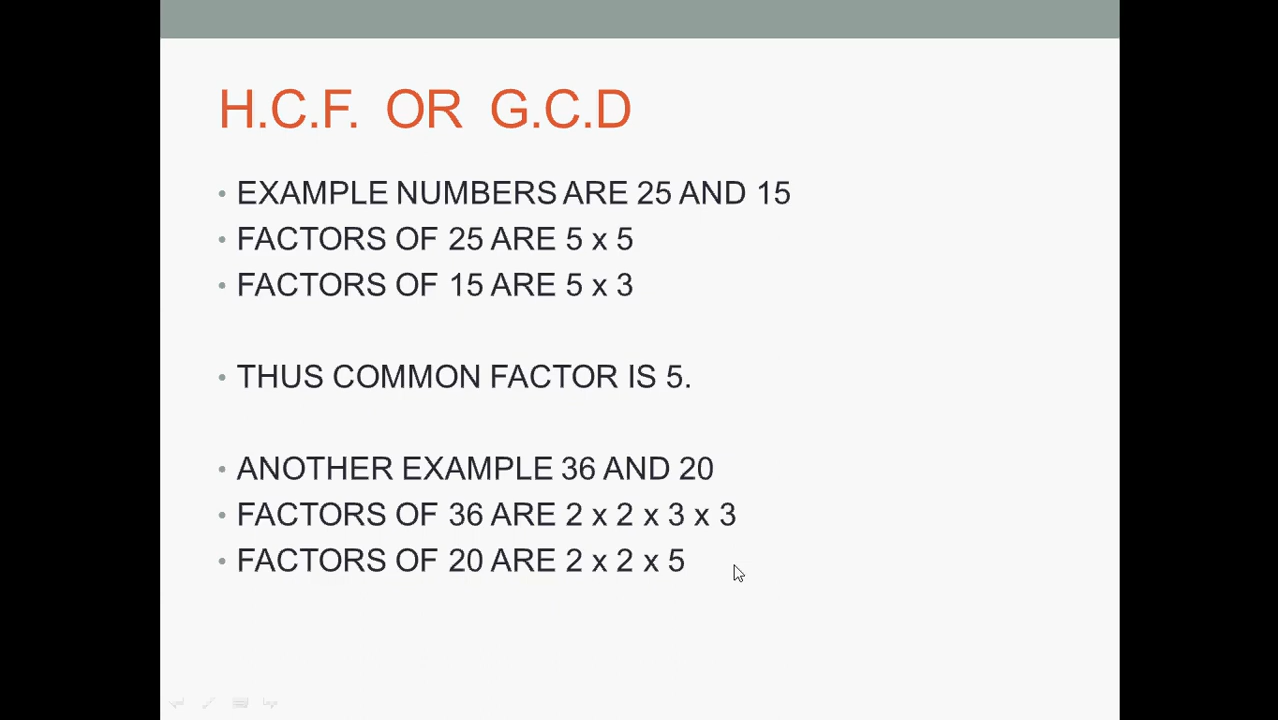 H.C.F. OR G.C.D
• EXAMPLE NUMBERS ARE 25 AND 15
• FACTORS OF 25 ARE 5 x 5
• FACTORS OF 15 ARE 5 x 3
• THUS COMMON FACTOR IS 5.
• ANOTHER EXAMPLE 36 AND 20
• FACTORS OF 36 ARE 2 x 2 x 3 x 3
• FACTORS OF 20 ARE 2 x 2 x 5